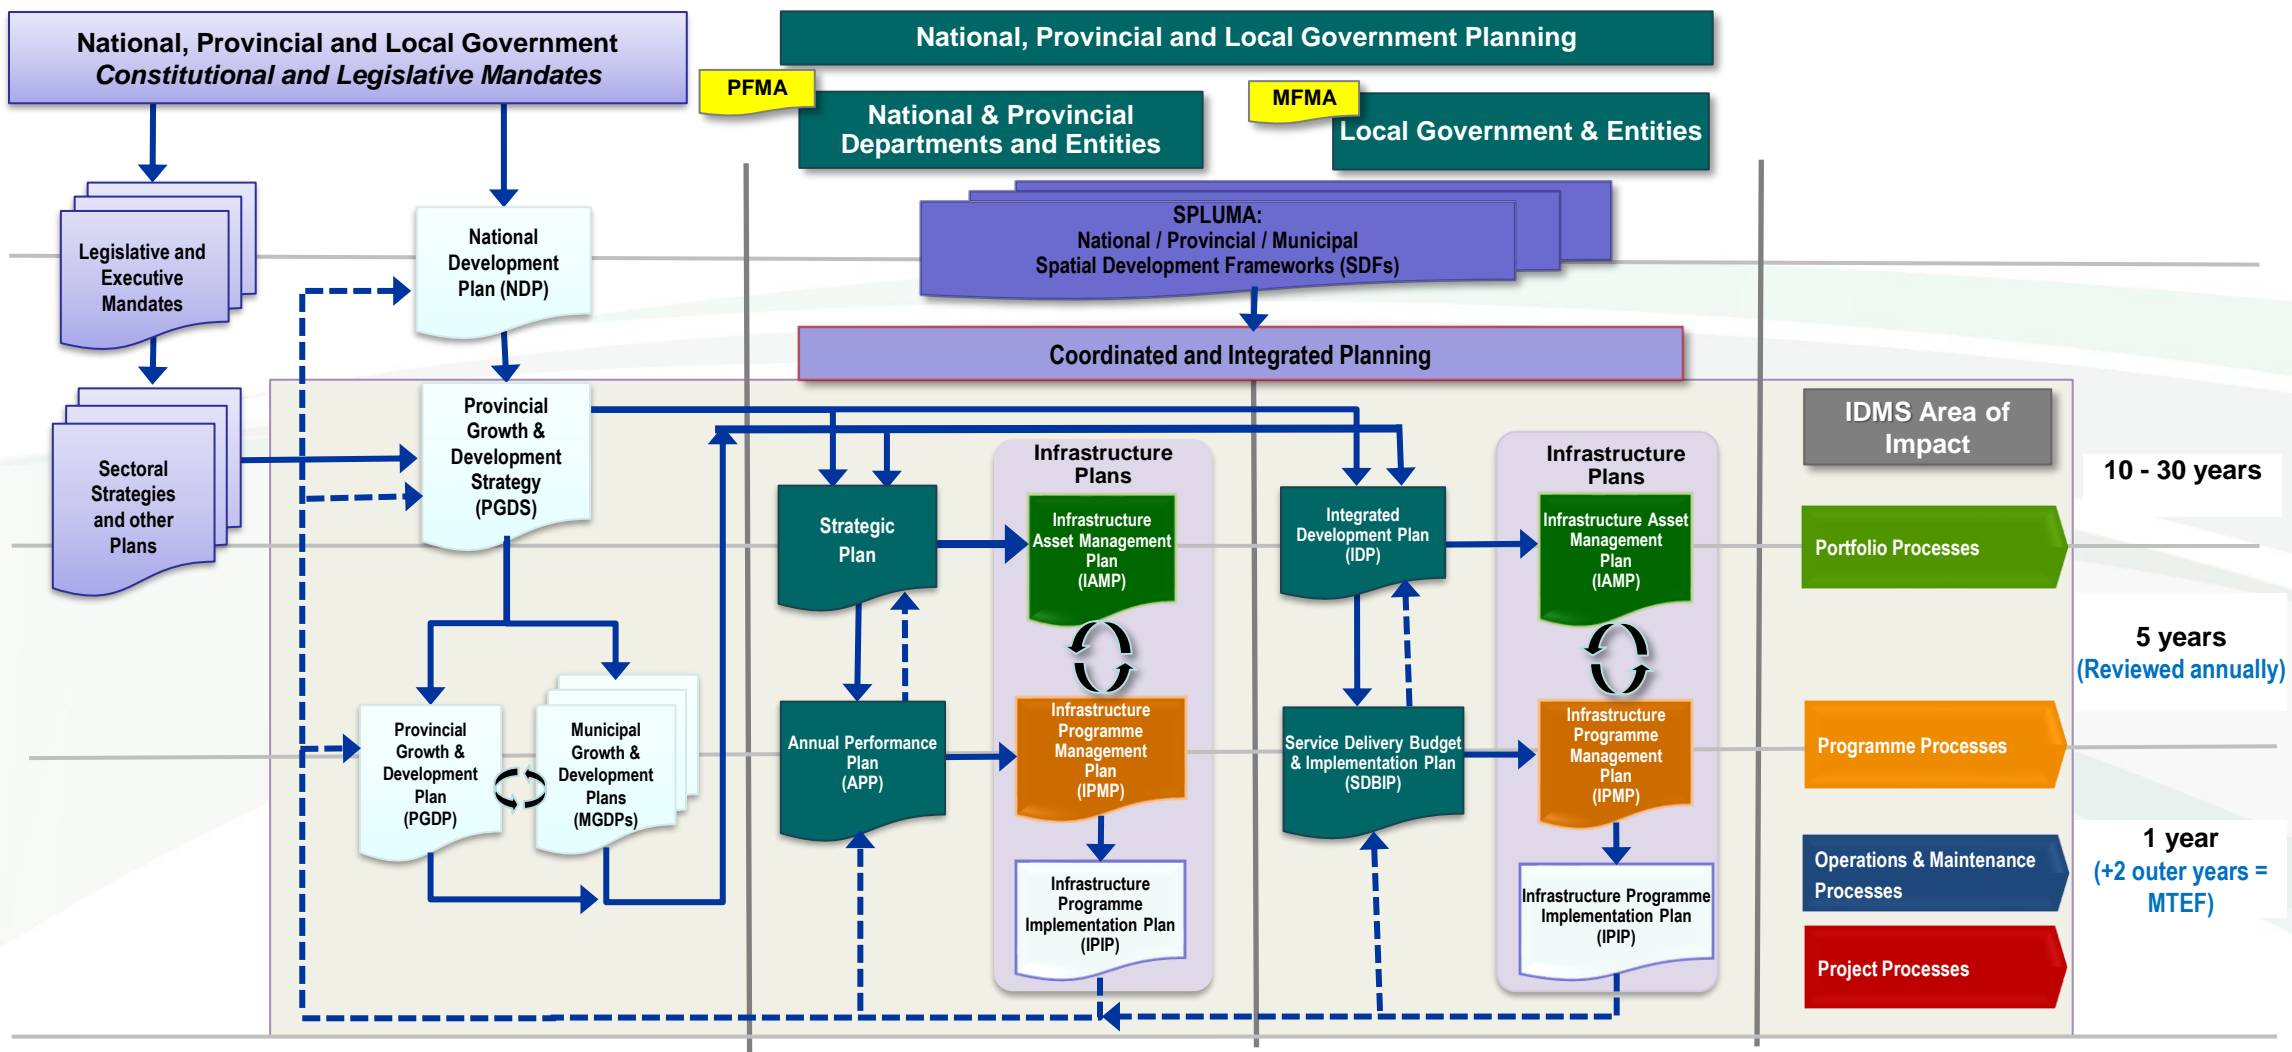 National, Provincial and Local Government
Constitutional and Legislative Mandates
National, Provincial and Local Government Planning
PFMA
National & Provincial
Departments and Entities
MFMA
Local Government & Entities
Legislative and
Executive
Mandates
National
Development
Plan (NDP)
SPLUMA:
National / Provincial / Municipal
Spatial Development Frameworks (SDFs)
Coordinated and Integrated Planning
Sectoral
Strategies
and other
Plans
Provincial
Growth &
Development
Strategy
(PGDS)
Strategic
Plan
Infrastructure
Plans
Infrastructure
Asset Management
Plan
(IAMP)
Integrated
Development Plan
(IDP)
Infrastructure
Plans
Infrastructure Asset
Management
Plan
(IAMP)
IDMS Area of
Impact
10 - 30 years
Portfolio Processes
5 years
(Reviewed annually)
Provincial
Growth &
Development
Plan
(PGDP)
Municipal
Growth &
Development
Plans
(MGDPs)
Annual Performance
Plan
(APP)
Infrastructure
Programme
Management
Plan
(IPMP)
Service Delivery Budget
& Implementation Plan
(SDBIP)
Infrastructure
Programme
Management
Plan
(IPMP)
Programme Processes
Infrastructure
Programme
Implementation Plan
(IPIP)
Infrastructure Programme
Implementation Plan
(IPIP)
Operations & Maintenance
Processes
1 year
(+2 outer years =
MTEF)
Project Processes